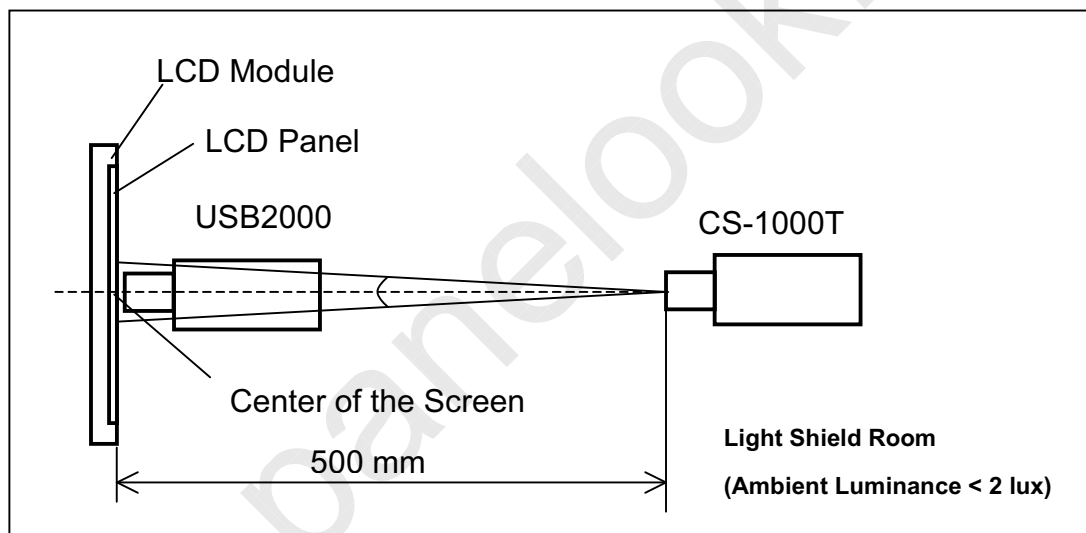 LCD Module
LCD Panel
USB2000
CS-1000T
Center of the Screen
500 mm
Light Shield Room
(Ambient Luminance < 2 lux)
panelook